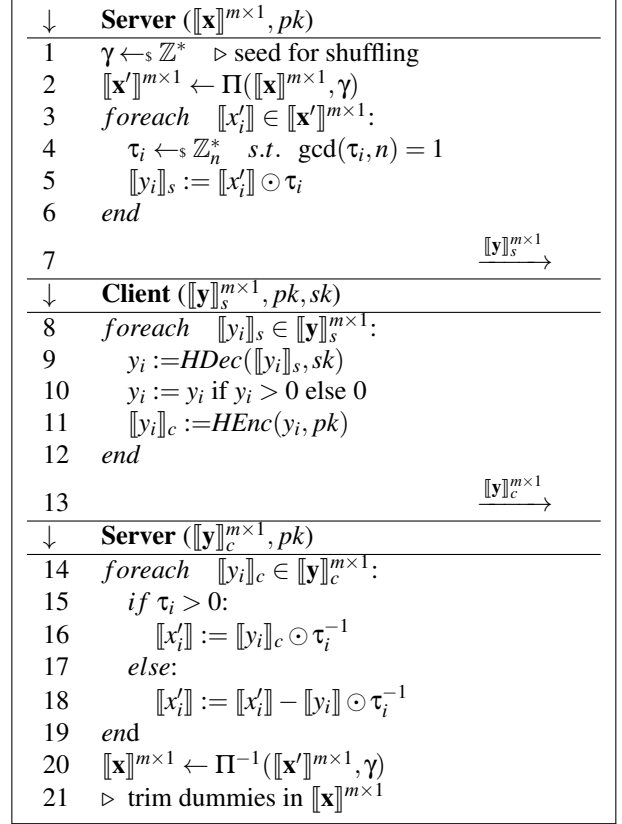 ↓ Server (⟦x⟧^{m×1}, pk)
1 γ ←$ ℤ* ▷ seed for shuffling
2 ⟦x′⟧^{m×1} ← Π(⟦x⟧^{m×1}, γ)
3 foreach ⟦x′_i⟧ ∈ ⟦x′⟧^{m×1}:
4 τ_i ←$ ℤ*_n s.t. gcd(τ_i, n) = 1
5 ⟦y_i⟧_s := ⟦x′_i⟧ ⊙ τ_i
6 end
7 ⟦y⟧_s^{m×1} →
↓ Client (⟦y⟧_s^{m×1}, pk, sk)
8 foreach ⟦y_i⟧_s ∈ ⟦y⟧_s^{m×1}:
9 y_i :=HDec(⟦y_i⟧_s, sk)
10 y_i := y_i if y_i > 0 else 0
11 ⟦y_i⟧_c :=HEnc(y_i, pk)
12 end
13 ⟦y⟧_c^{m×1} →
↓ Server (⟦y⟧_c^{m×1}, pk)
14 foreach ⟦y_i⟧_c ∈ ⟦y⟧_c^{m×1}:
15 if τ_i > 0:
16 ⟦x′_i⟧ := ⟦y_i⟧_c ⊙ τ_i^{-1}
17 else:
18 ⟦x′_i⟧ := ⟦x′_i⟧ − ⟦y_i⟧ ⊙ τ_i^{-1}
19 end
20 ⟦x⟧^{m×1} ← Π^{-1}(⟦x′⟧^{m×1}, γ)
21 ▷ trim dummies in ⟦x⟧^{m×1}